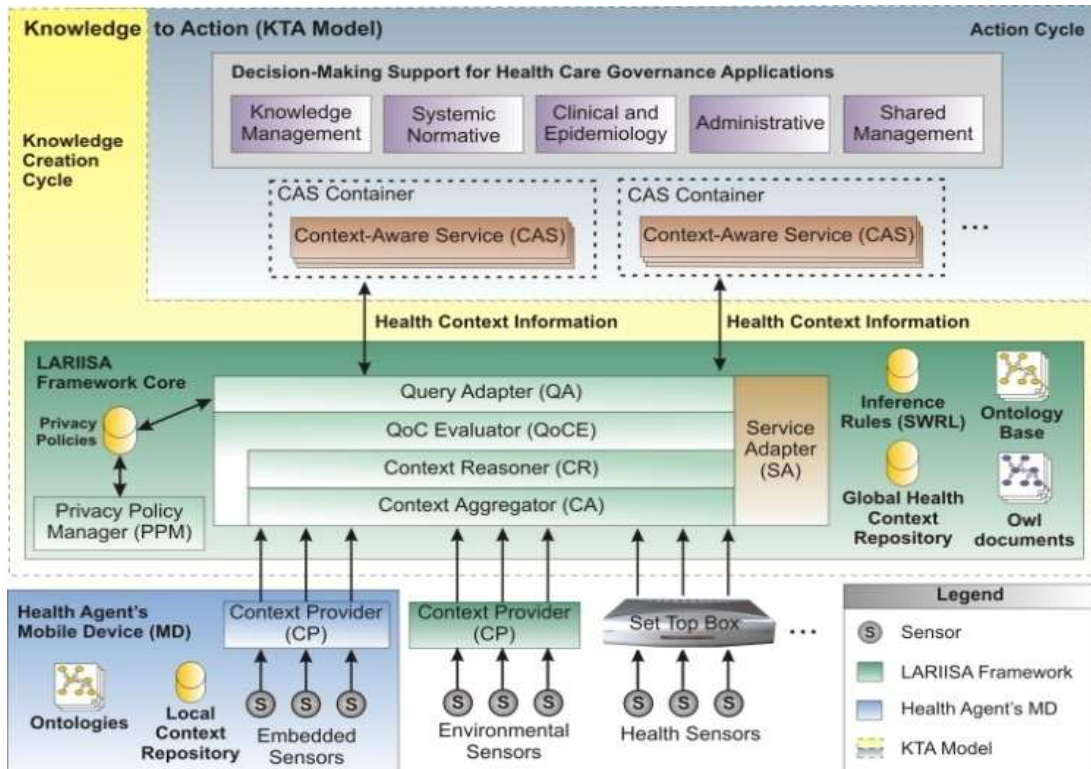 Knowledge to Action (KTA Model)
Action Cycle
Decision-Making Support for Health Care Governance Applications
Knowledge
Management
Systemic
Normative
Clinical and
Epidemiology
Administrative
Shared
Management
Knowledge
Creation
Cycle
CAS Container
Context-Aware Service (CAS)
CAS Container
Context-Aware Service (CAS)
...
Health Context Information
Health Context Information
LARIISA
Framework Core
Privacy
Policies
Privacy Policy
Manager (PPM)
Query Adapter (QA)
QoC Evaluator (QoCE)
Context Reasoner (CR)
Context Aggregator (CA)
Service
Adapter
(SA)
Inference
Rules (SWRL)
Ontology
Base
Global Health
Context
Repository
Owl
documents
Health Agent's
Mobile Device (MD)
Context Provider
(CP)
Context Provider
(CP)
Set Top Box
...
Ontologies
Local
Context
Repository
S S S
Embedded
Sensors
S S S
Environmental
Sensors
S S S
Health Sensors
Legend
S Sensor
LARIISA Framework
Health Agent's MD
KTA Model